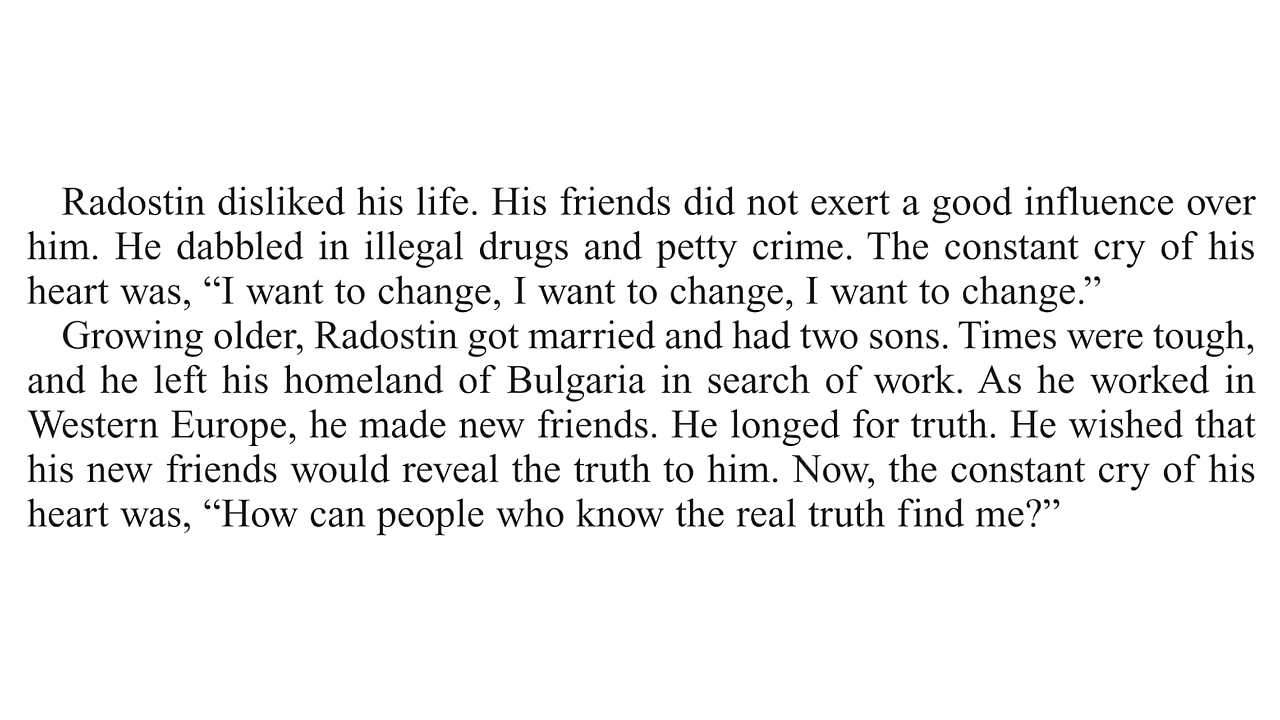 Radostin disliked his life. His friends did not exert a good influence over
him. He dabbled in illegal drugs and petty crime. The constant cry of his
heart was, “I want to change, I want to change, I want to change.”
Growing older, Radostin got married and had two sons. Times were tough,
and he left his homeland of Bulgaria in search of work. As he worked in
Western Europe, he made new friends. He longed for truth. He wished that
his new friends would reveal the truth to him. Now, the constant cry of his
heart was, “How can people who know the real truth find me?”